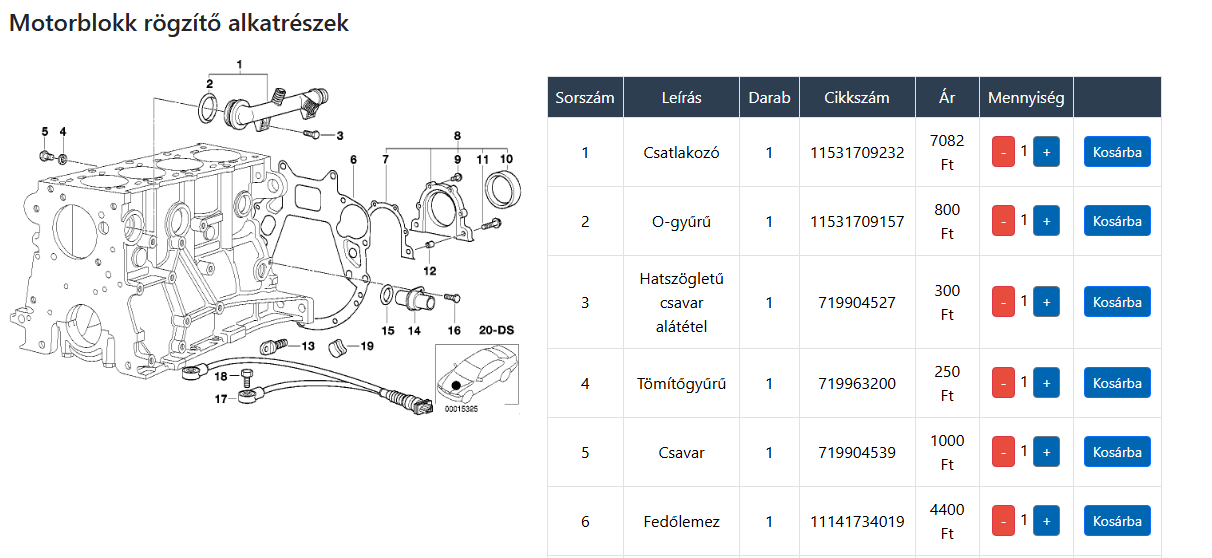 Motorblokk rögzítő alkatrészek
1
2
3
5 4
8
7 9 11 10
6
12
15 14 16
20-DS
13 19
18
17
00015325
Sorszám Leírás Darab Cikkszám Ár Mennyiség
1 Csatlakozó 1 11531709232 7082 Ft - 1 + Kosárba
2 O-gyűrű 1 11531709157 800 Ft - 1 + Kosárba
3 Hatszögletű csavar alátétel 1 719904527 300 Ft - 1 + Kosárba
4 Tömítőgyűrű 1 719963200 250 Ft - 1 + Kosárba
5 Csavar 1 719904539 1000 Ft - 1 + Kosárba
6 Fedőlemez 1 11141734019 4400 Ft - 1 + Kosárba